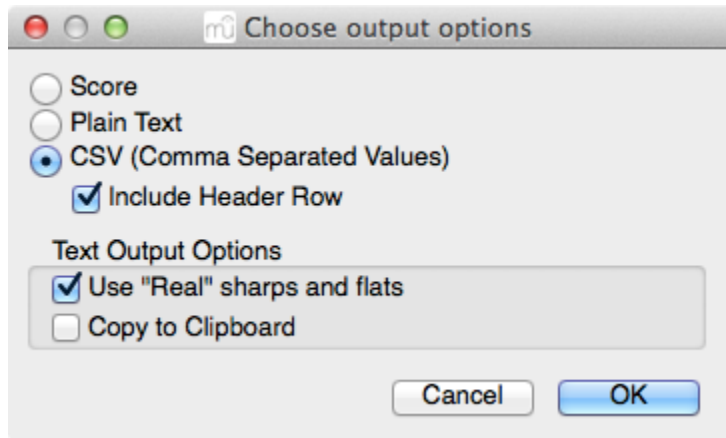 mū Choose output options
Score
Plain Text
CSV (Comma Separated Values)
Include Header Row
Text Output Options
Use "Real" sharps and flats
Copy to Clipboard
Cancel OK